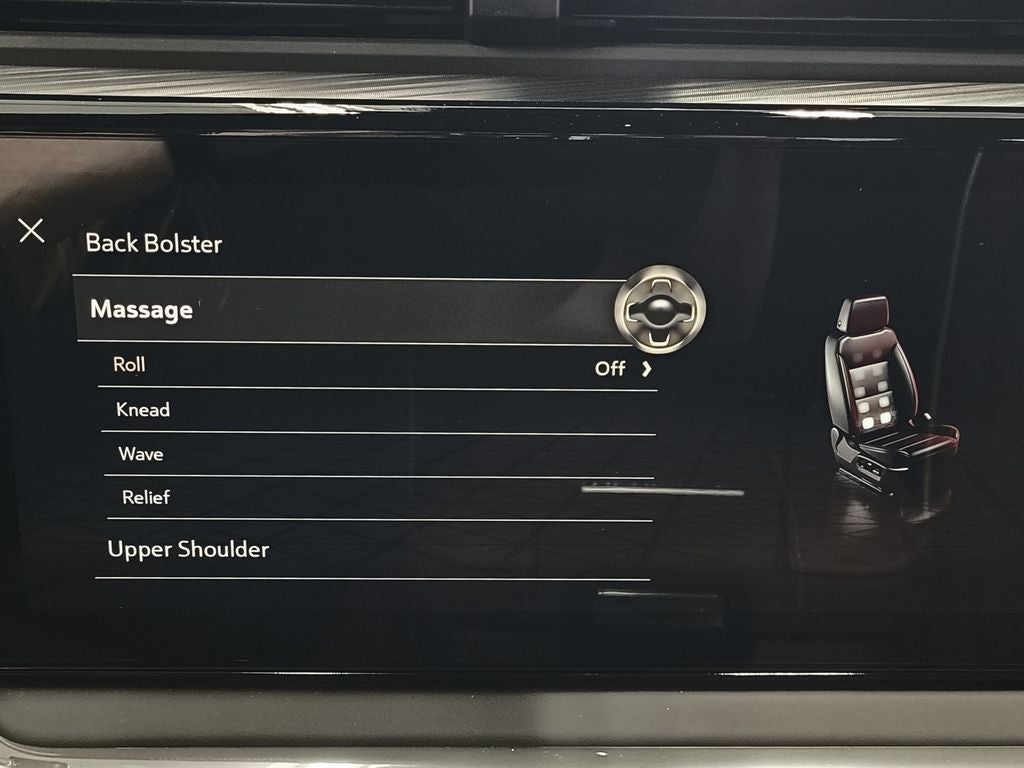 Back Bolster
Massage
Roll Off
Knead
Wave
Relief
Upper Shoulder